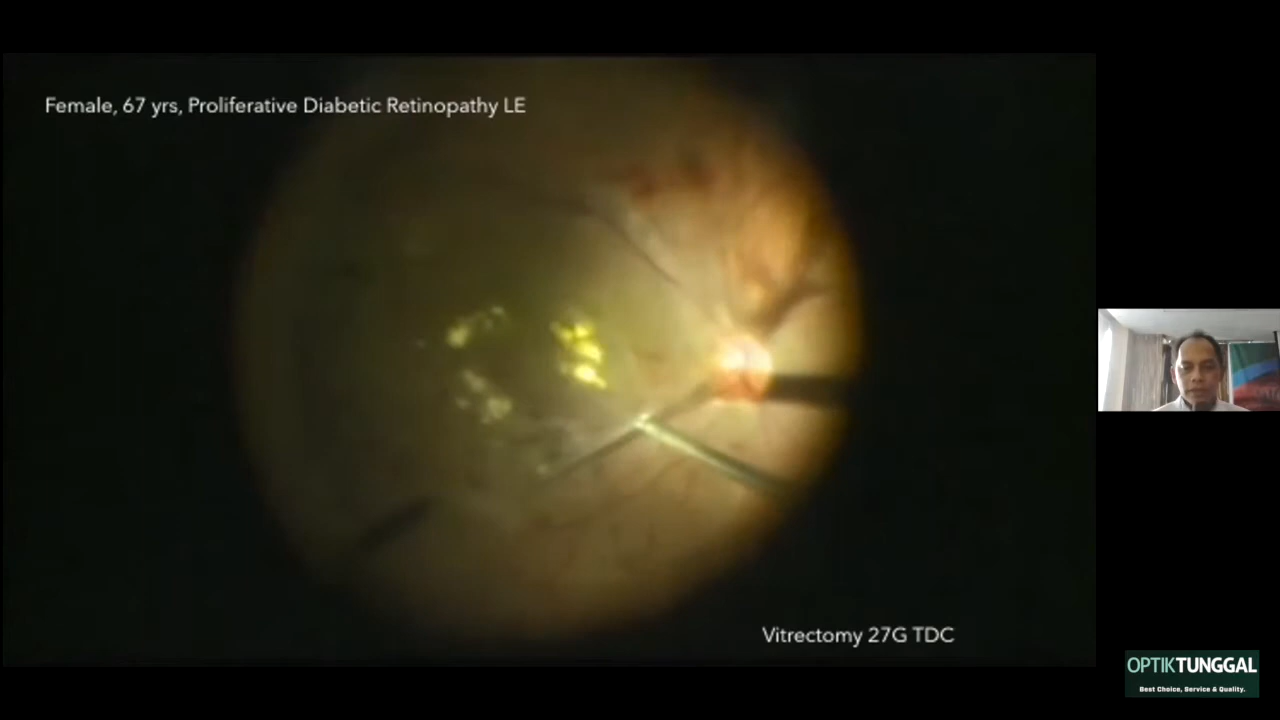 Female, 67 yrs, Proliferative Diabetic Retinopathy LE
Vitrectomy 27G TDC
OPTIKTUNGGAL
Best Choice, Service & Quality.